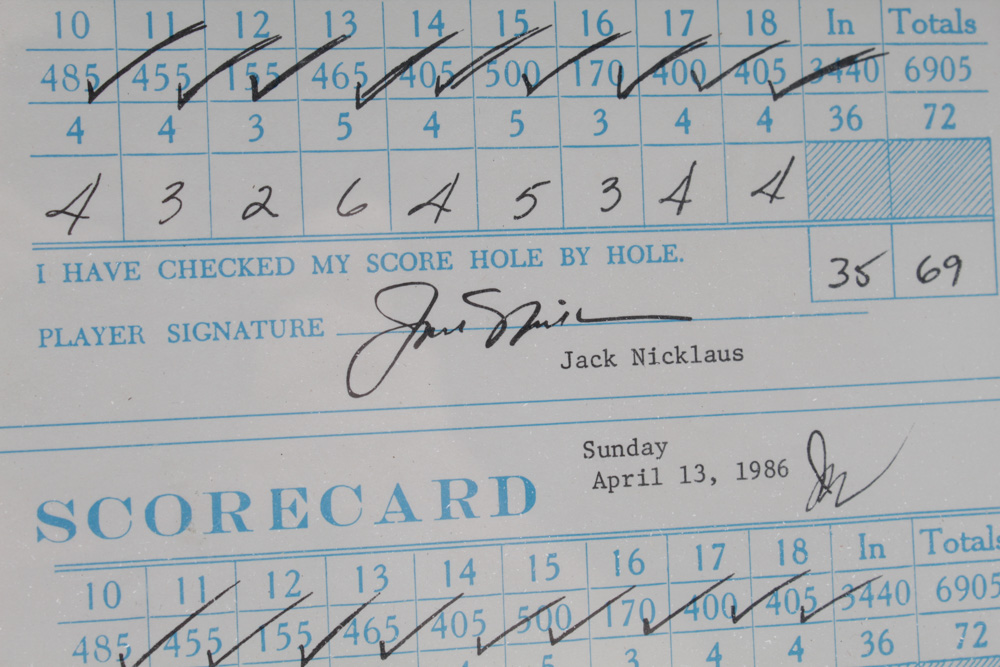 10 11 12 13 14 15 16 17 18 In Totals
485 455 155 465 405 500 170 400 405 3440 6905
4 4 3 5 4 5 3 4 4 36 72
4 3 2 6 4 5 3 4 4
I HAVE CHECKED MY SCORE HOLE BY HOLE. 35 69
PLAYER SIGNATURE
Jack Nicklaus
Sunday
April 13, 1986
SCORECARD
10 11 12 13 14 15 16 17 18 In Totals
485 455 155 465 405 500 170 400 405 3440 6905
5 3 4 4 36 72